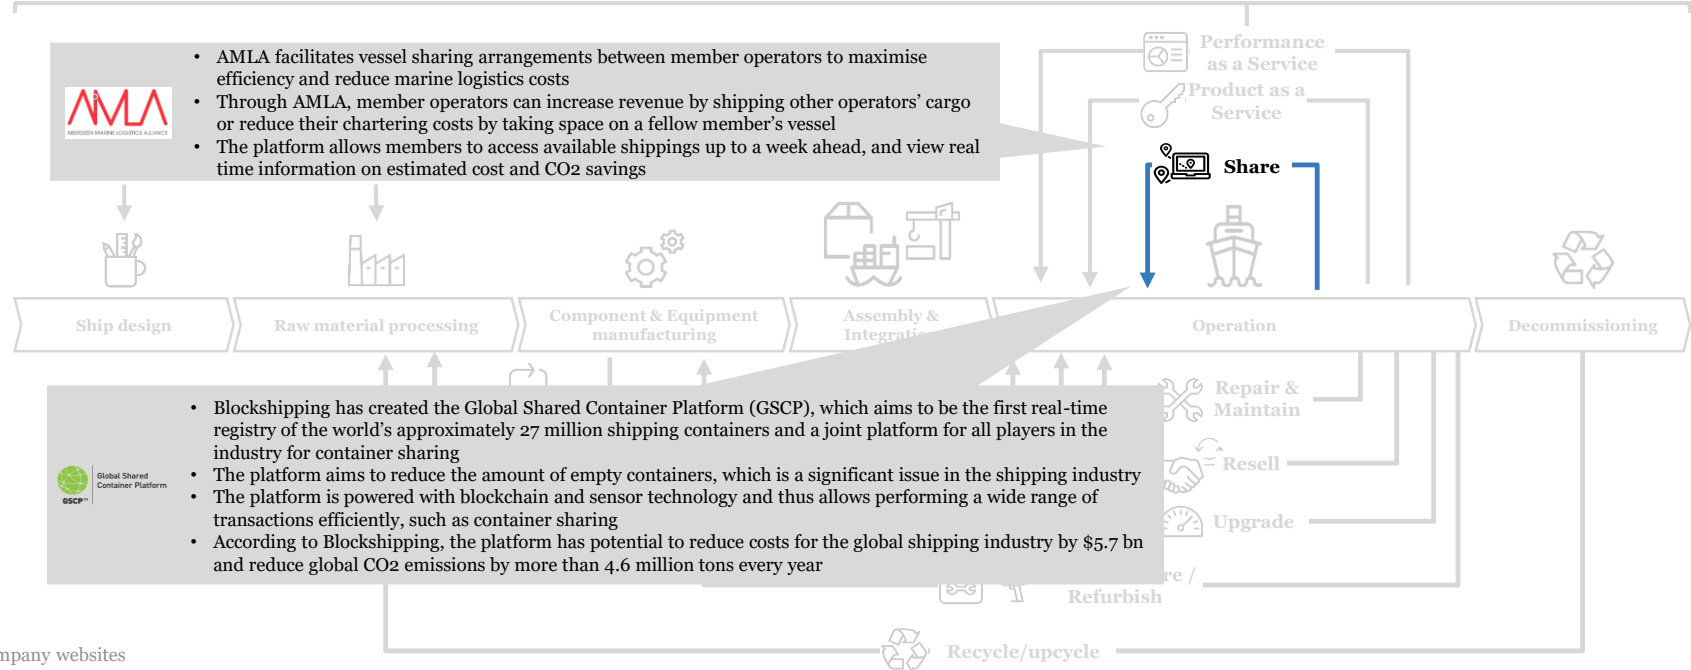 Performance
as a Service
• AMLA facilitates vessel sharing arrangements between member operators to maximise
efficiency and reduce marine logistics costs
• Through AMLA, member operators can increase revenue by shipping other operators’ cargo
or reduce their chartering costs by taking space on a fellow member’s vessel
• The platform allows members to access available shippings up to a week ahead, and view real
time information on estimated cost and CO2 savings
AMLA
ABERDEEN MARINE LOGISTICS ALLIANCE
Product as a
Service
Share
Ship design
Raw material processing
Component & Equipment
manufacturing
Assembly &
Operation
Decommissioning
• Blockshipping has created the Global Shared Container Platform (GSCP), which aims to be the first real-time
registry of the world’s approximately 27 million shipping containers and a joint platform for all players in the
industry for container sharing
• The platform aims to reduce the amount of empty containers, which is a significant issue in the shipping industry
• The platform is powered with blockchain and sensor technology and thus allows performing a wide range of
transactions efficiently, such as container sharing
• According to Blockshipping, the platform has potential to reduce costs for the global shipping industry by $5.7 bn
and reduce global CO2 emissions by more than 4.6 million tons every year
GSCP™
Global Shared
Container Platform
Repair &
Maintain
Resell
Upgrade
/
Refurbish
Recycle/upcycle
websites